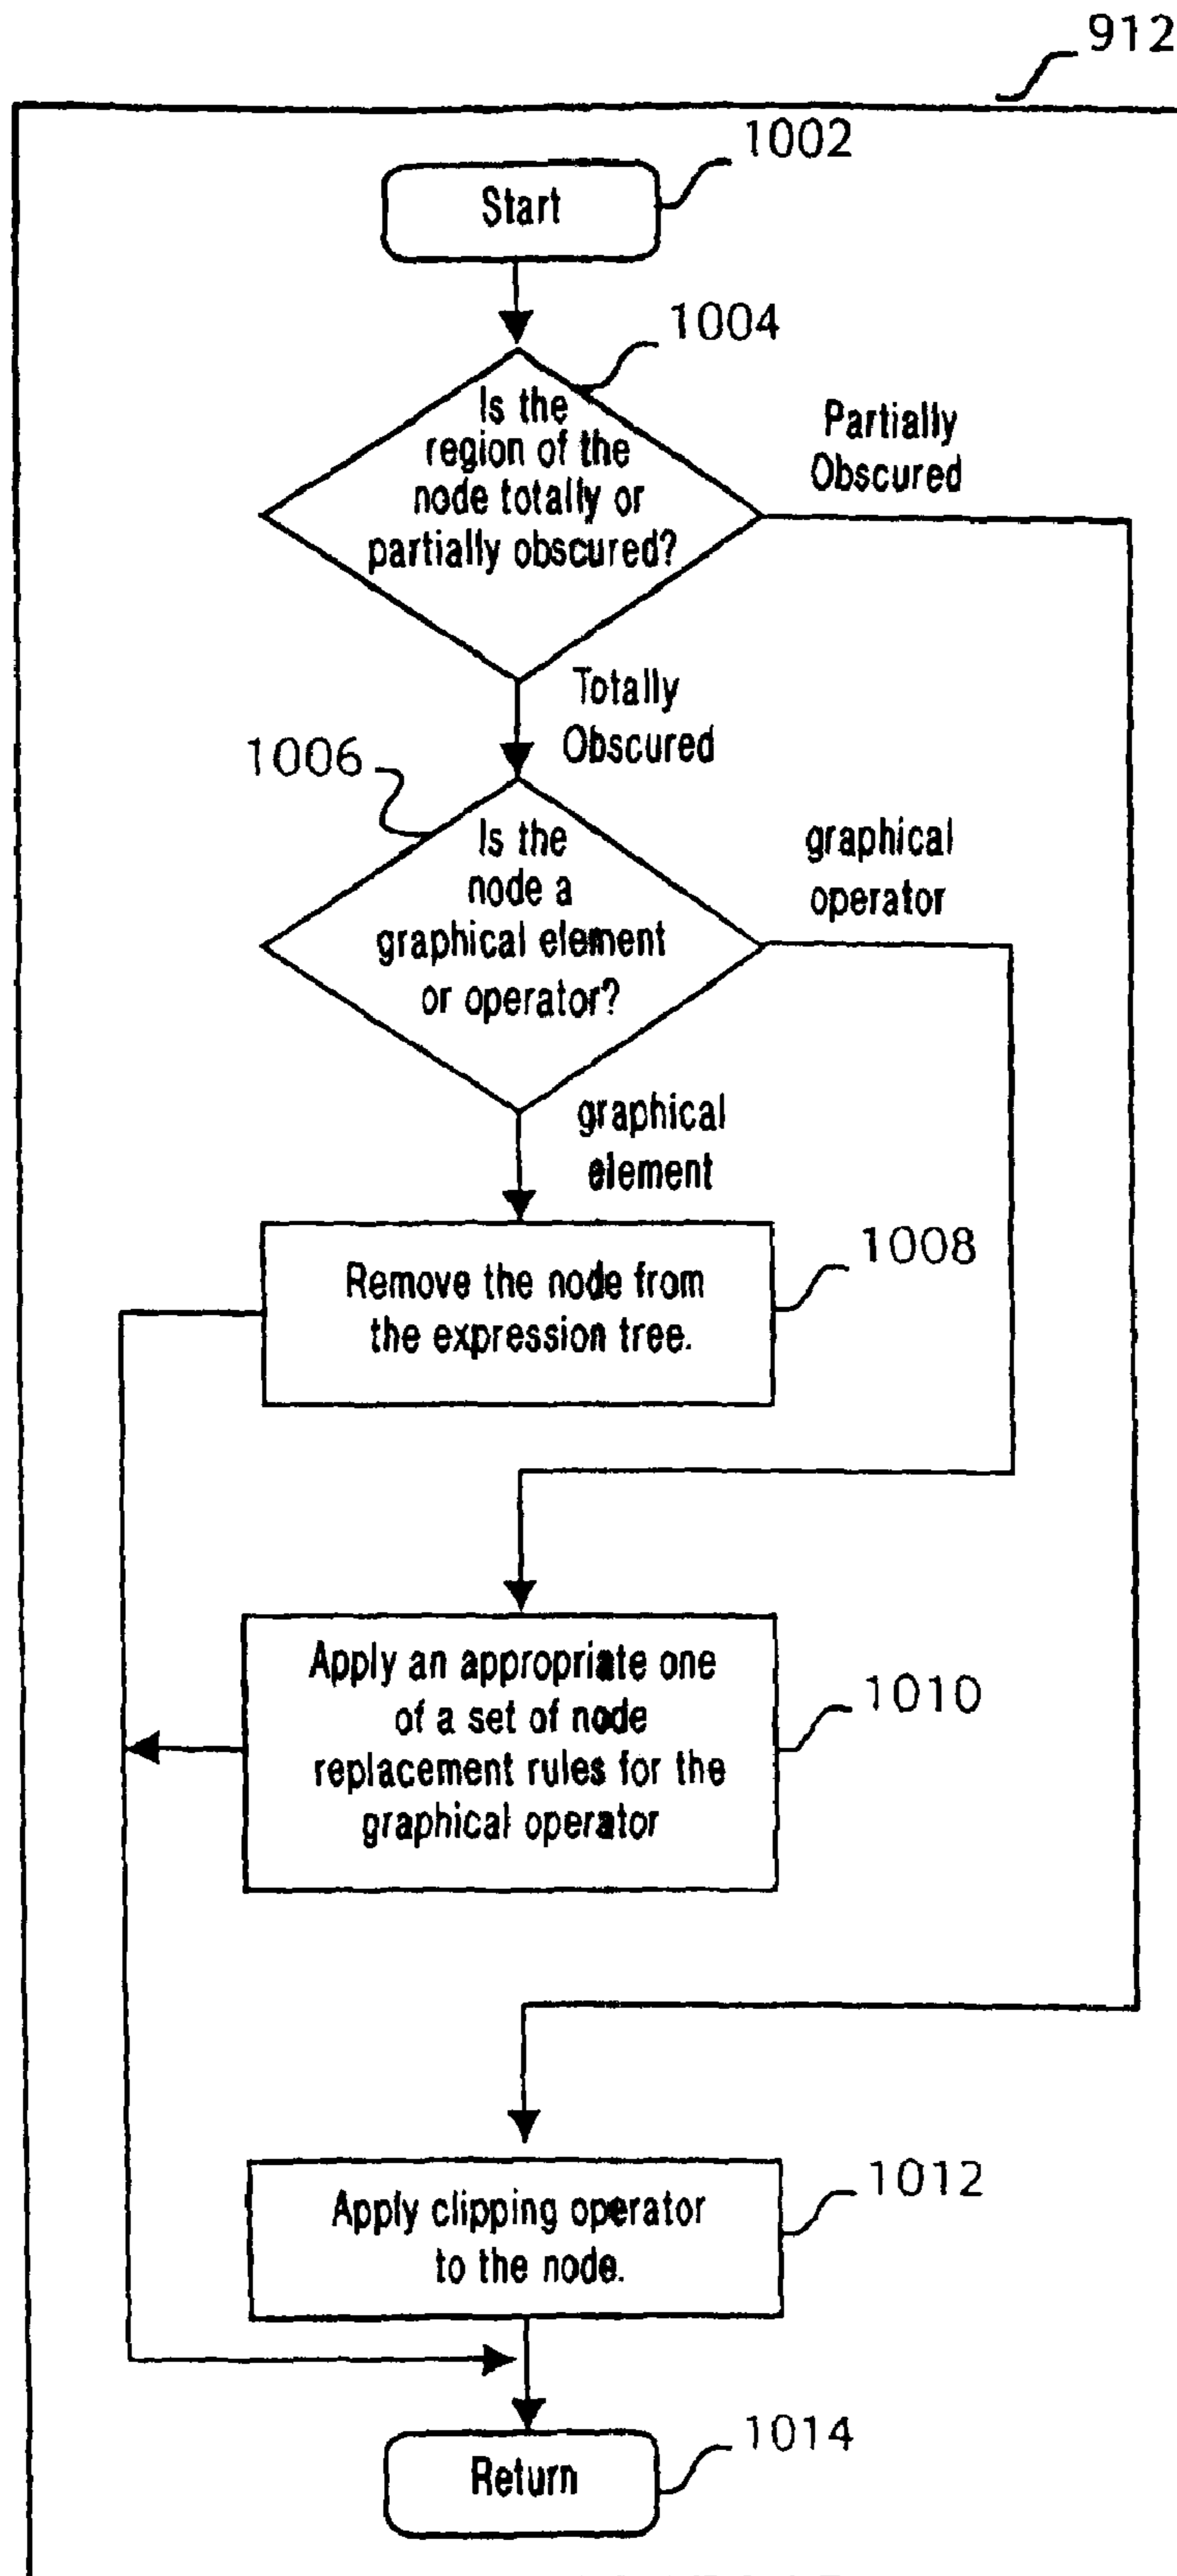 912
1002
Start
1004
Is the
region of the
node totally or
partially obscured?
Partially
Obscured
Totally
Obscured
1006
Is the
node a
graphical element
or operator?
graphical
operator
graphical
element
1008
Remove the node from
the expression tree.
Apply an appropriate one
of a set of node
replacement rules for the
graphical operator
1010
1012
Apply clipping operator
to the node.
1014
Return